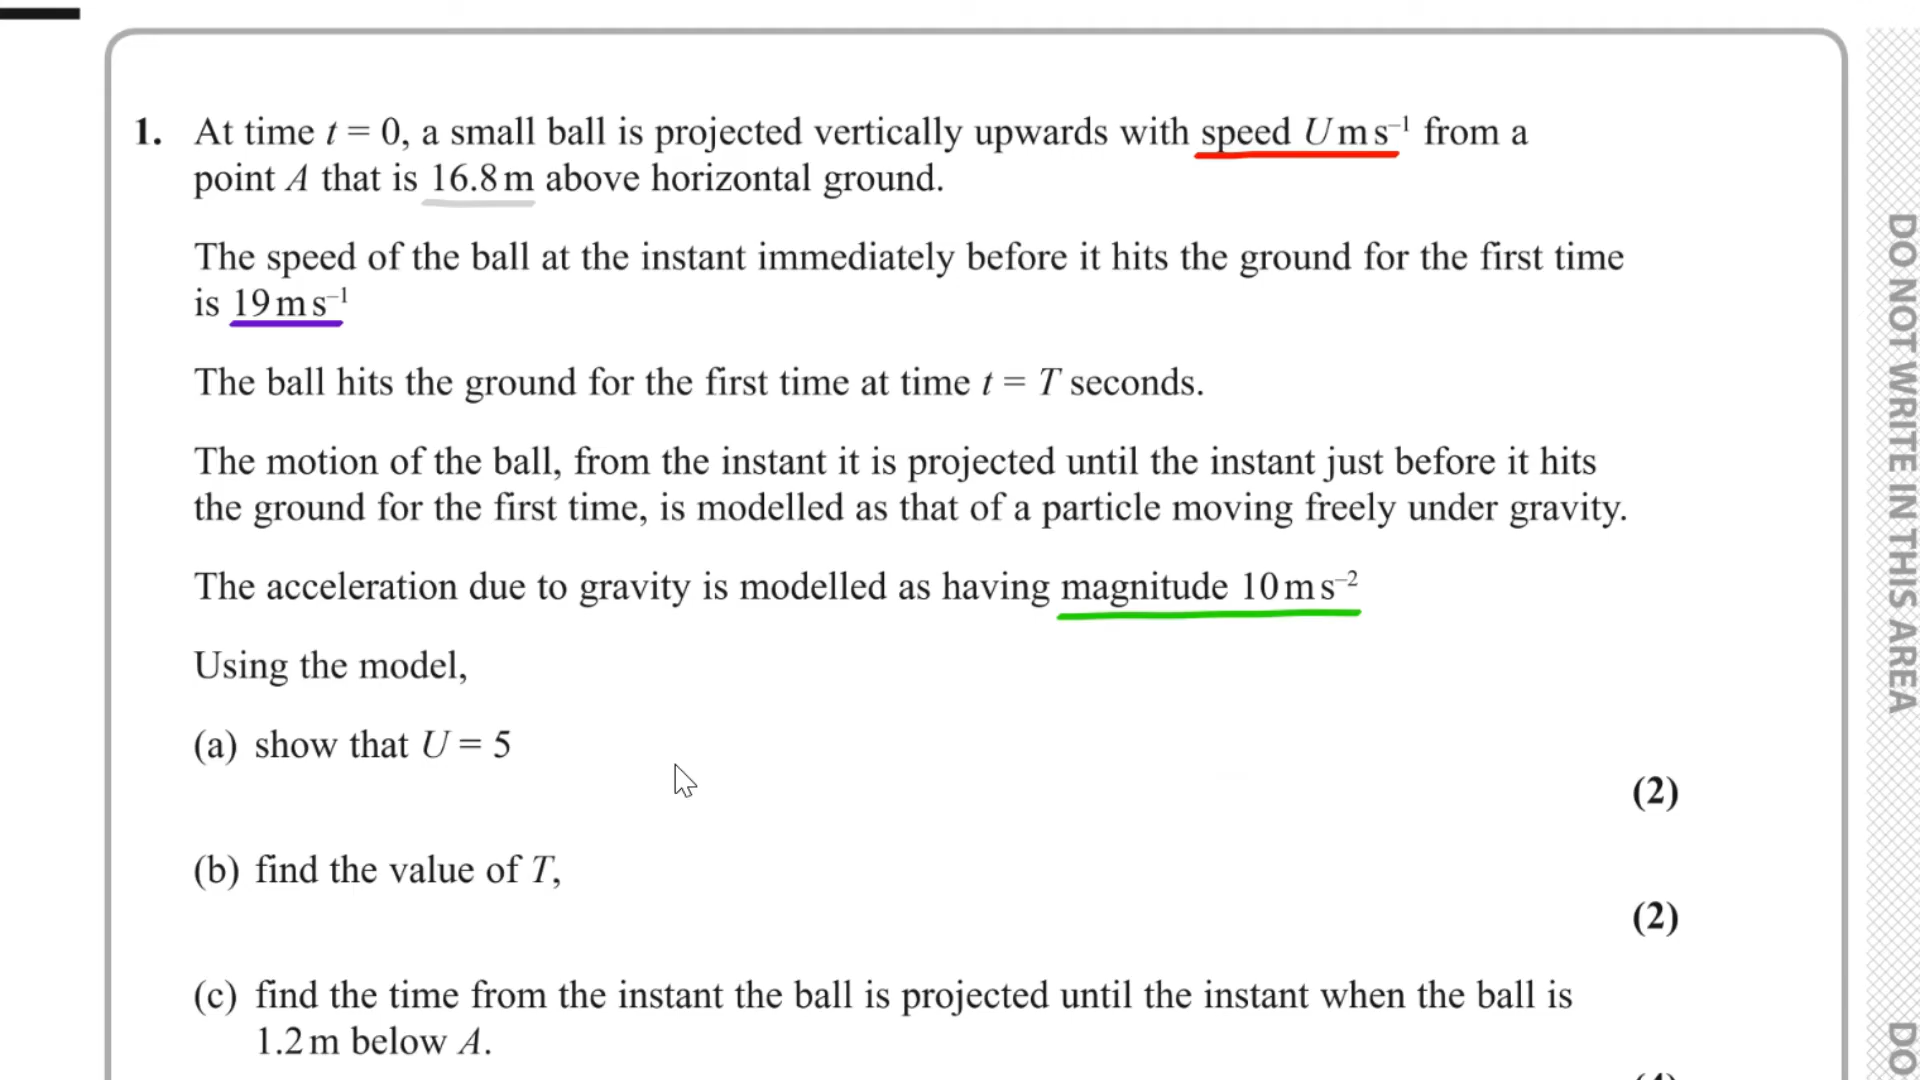 1. At time t = 0, a small ball is projected vertically upwards with speed U m s⁻¹ from a
point A that is 16.8 m above horizontal ground.
The speed of the ball at the instant immediately before it hits the ground for the first time
is 19 m s⁻¹
The ball hits the ground for the first time at time t = T seconds.
The motion of the ball, from the instant it is projected until the instant just before it hits
the ground for the first time, is modelled as that of a particle moving freely under gravity.
The acceleration due to gravity is modelled as having magnitude 10 m s⁻²
Using the model,
(a) show that U = 5
(2)
(b) find the value of T,
(2)
(c) find the time from the instant the ball is projected until the instant when the ball is
1.2 m below A.
DO NOT WRITE IN THIS AREA
DO